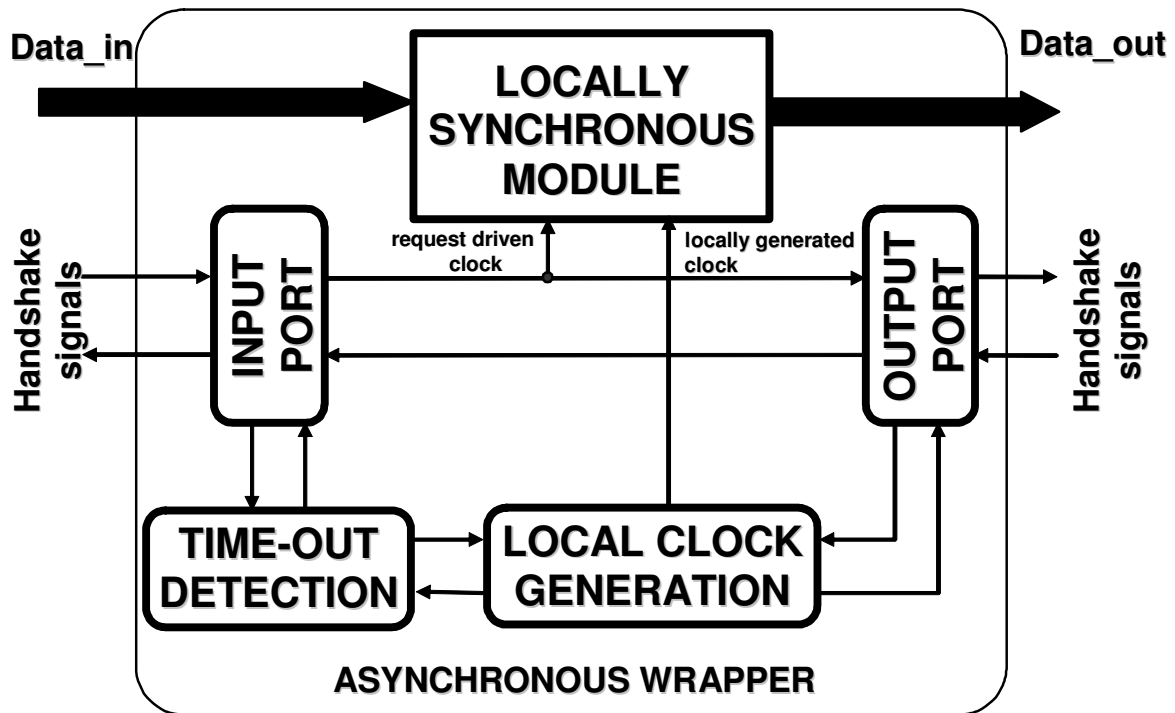 Data_in
Data_out
LOCALLY
SYNCHRONOUS
MODULE
Handshake
signals
INPUT
PORT
request driven
clock
locally generated
clock
OUTPUT
PORT
Handshake
signals
TIME-OUT
DETECTION
LOCAL CLOCK
GENERATION
ASYNCHRONOUS WRAPPER